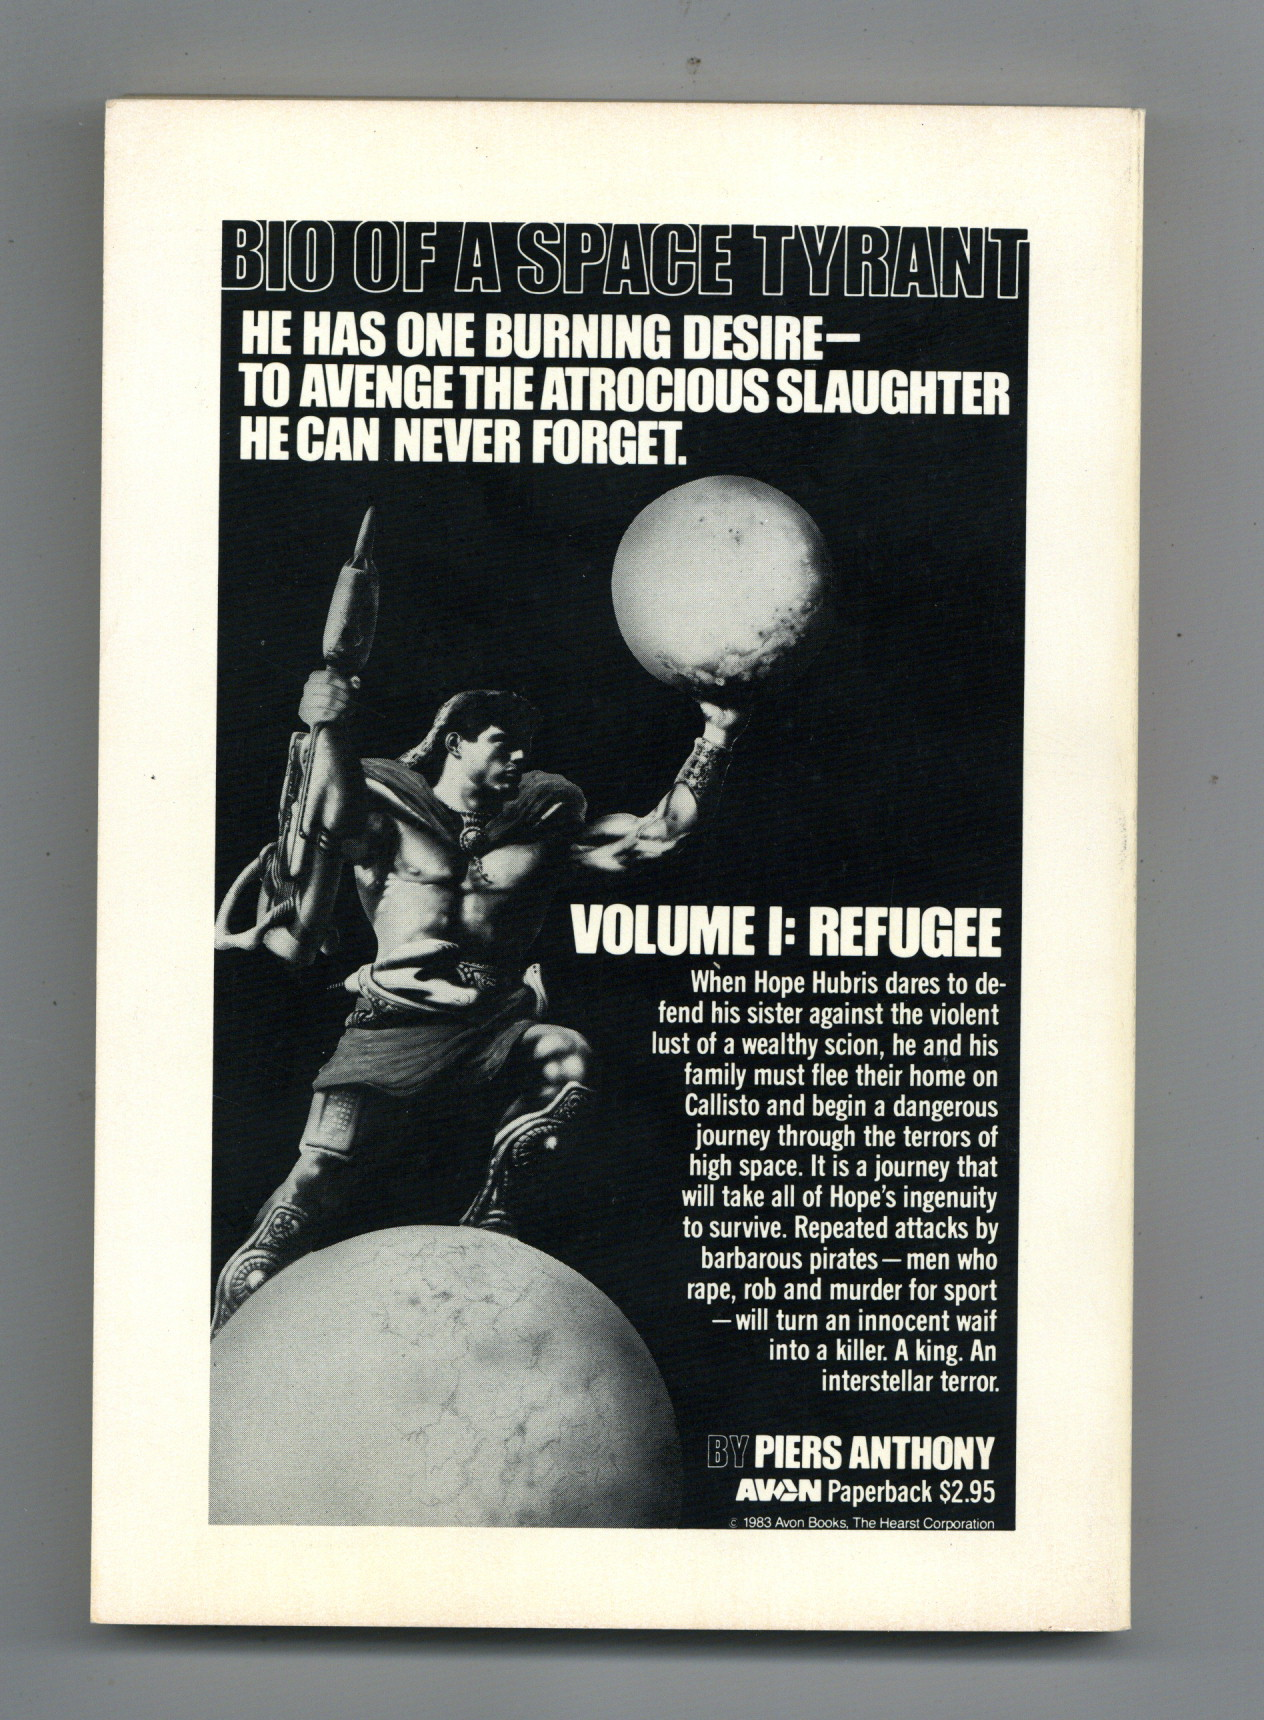 BIO OF A SPACE TYRANT
HE HAS ONE BURNING DESIRE—
TO AVENGE THE ATROCIOUS SLAUGHTER
HE CAN NEVER FORGET.
VOLUME I: REFUGEE
When Hope Hubris dares to de-
fend his sister against the violent
lust of a wealthy scion, he and his
family must flee their home on
Callisto and begin a dangerous
journey through the terrors of
high space. It is a journey that
will take all of Hope's ingenuity
to survive. Repeated attacks by
barbarous pirates—men who
rape, rob and murder for sport
—will turn an innocent waif
into a killer. A king. An
interstellar terror.
BY PIERS ANTHONY
AVON Paperback $2.95
© 1983 Avon Books, The Hearst Corporation